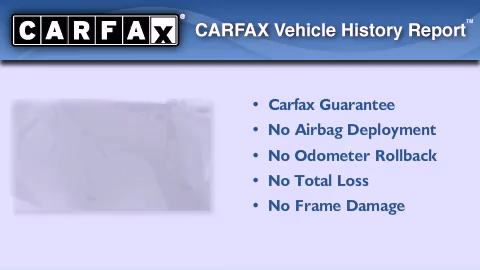 CARFAX® CARFAX Vehicle History Report™
• Carfax Guarantee
• No Airbag Deployment
• No Odometer Rollback
• No Total Loss
• No Frame Damage